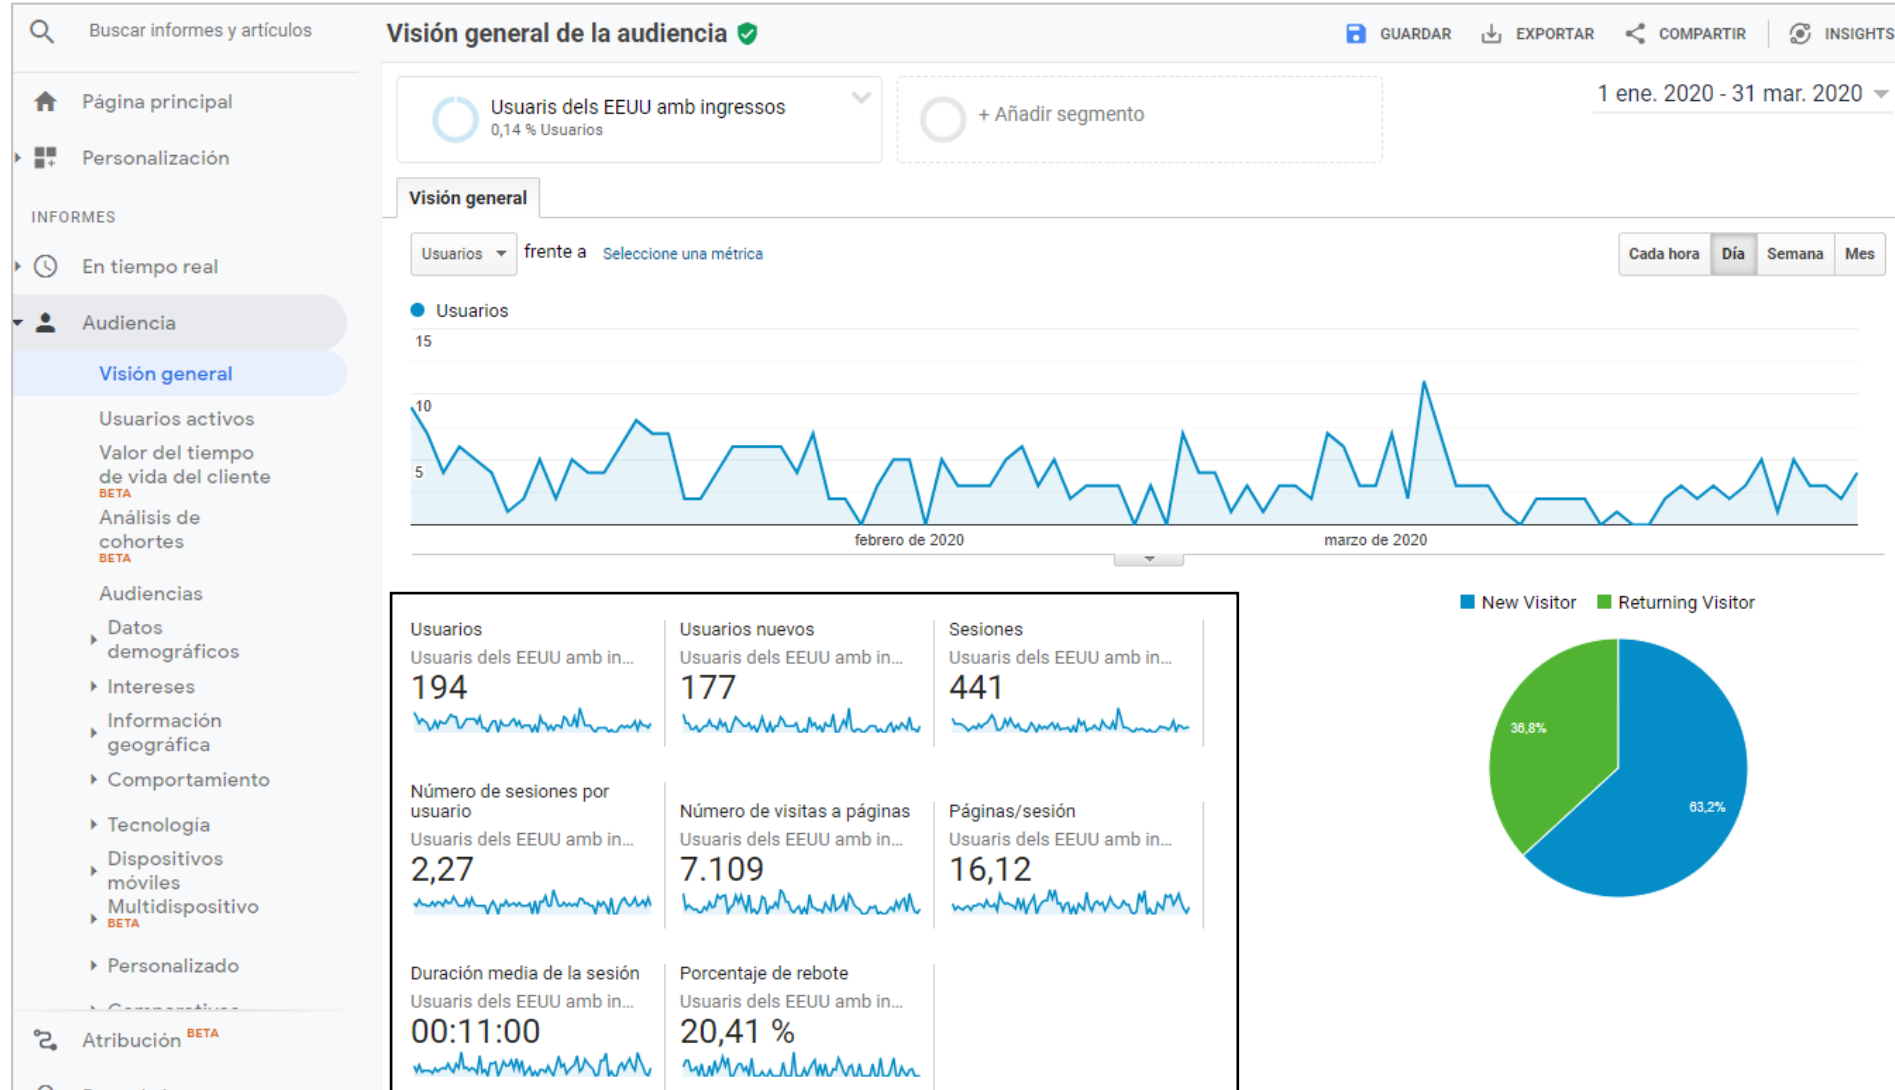 Buscar informes y artículos
Página principal
Personalización
INFORMES
En tiempo real
Audiencia
Visión general
Usuarios activos
Valor del tiempo
de vida del cliente
BETA
Análisis de
cohortes
BETA
Audiencias
Datos
demográficos
Intereses
Información
geográfica
Comportamiento
Tecnología
Dispositivos
móviles
Multidispositivo
BETA
Personalizado
Atribución BETA
Visión general de la audiencia
GUARDAR
EXPORTAR
COMPARTIR
INSIGHTS
Usuaris dels EEUU amb ingressos
0,14 % Usuarios
+ Añadir segmento
1 ene. 2020 - 31 mar. 2020
Visión general
Usuarios frente a Seleccione una métrica
Cada hora Día Semana Mes
Usuarios
15
10
5
febrero de 2020 marzo de 2020
Usuarios
Usuaris dels EEUU amb in...
194
Usuarios nuevos
Usuaris dels EEUU amb in...
177
Sesiones
Usuaris dels EEUU amb in...
441
Número de sesiones por
usuario
Usuaris dels EEUU amb in...
2,27
Número de visitas a páginas
Usuaris dels EEUU amb in...
7.109
Páginas/sesión
Usuaris dels EEUU amb in...
16,12
Duración media de la sesión
Usuaris dels EEUU amb in...
00:11:00
Porcentaje de rebote
Usuaris dels EEUU amb in...
20,41 %
New Visitor Returning Visitor
36,8%
63,2%